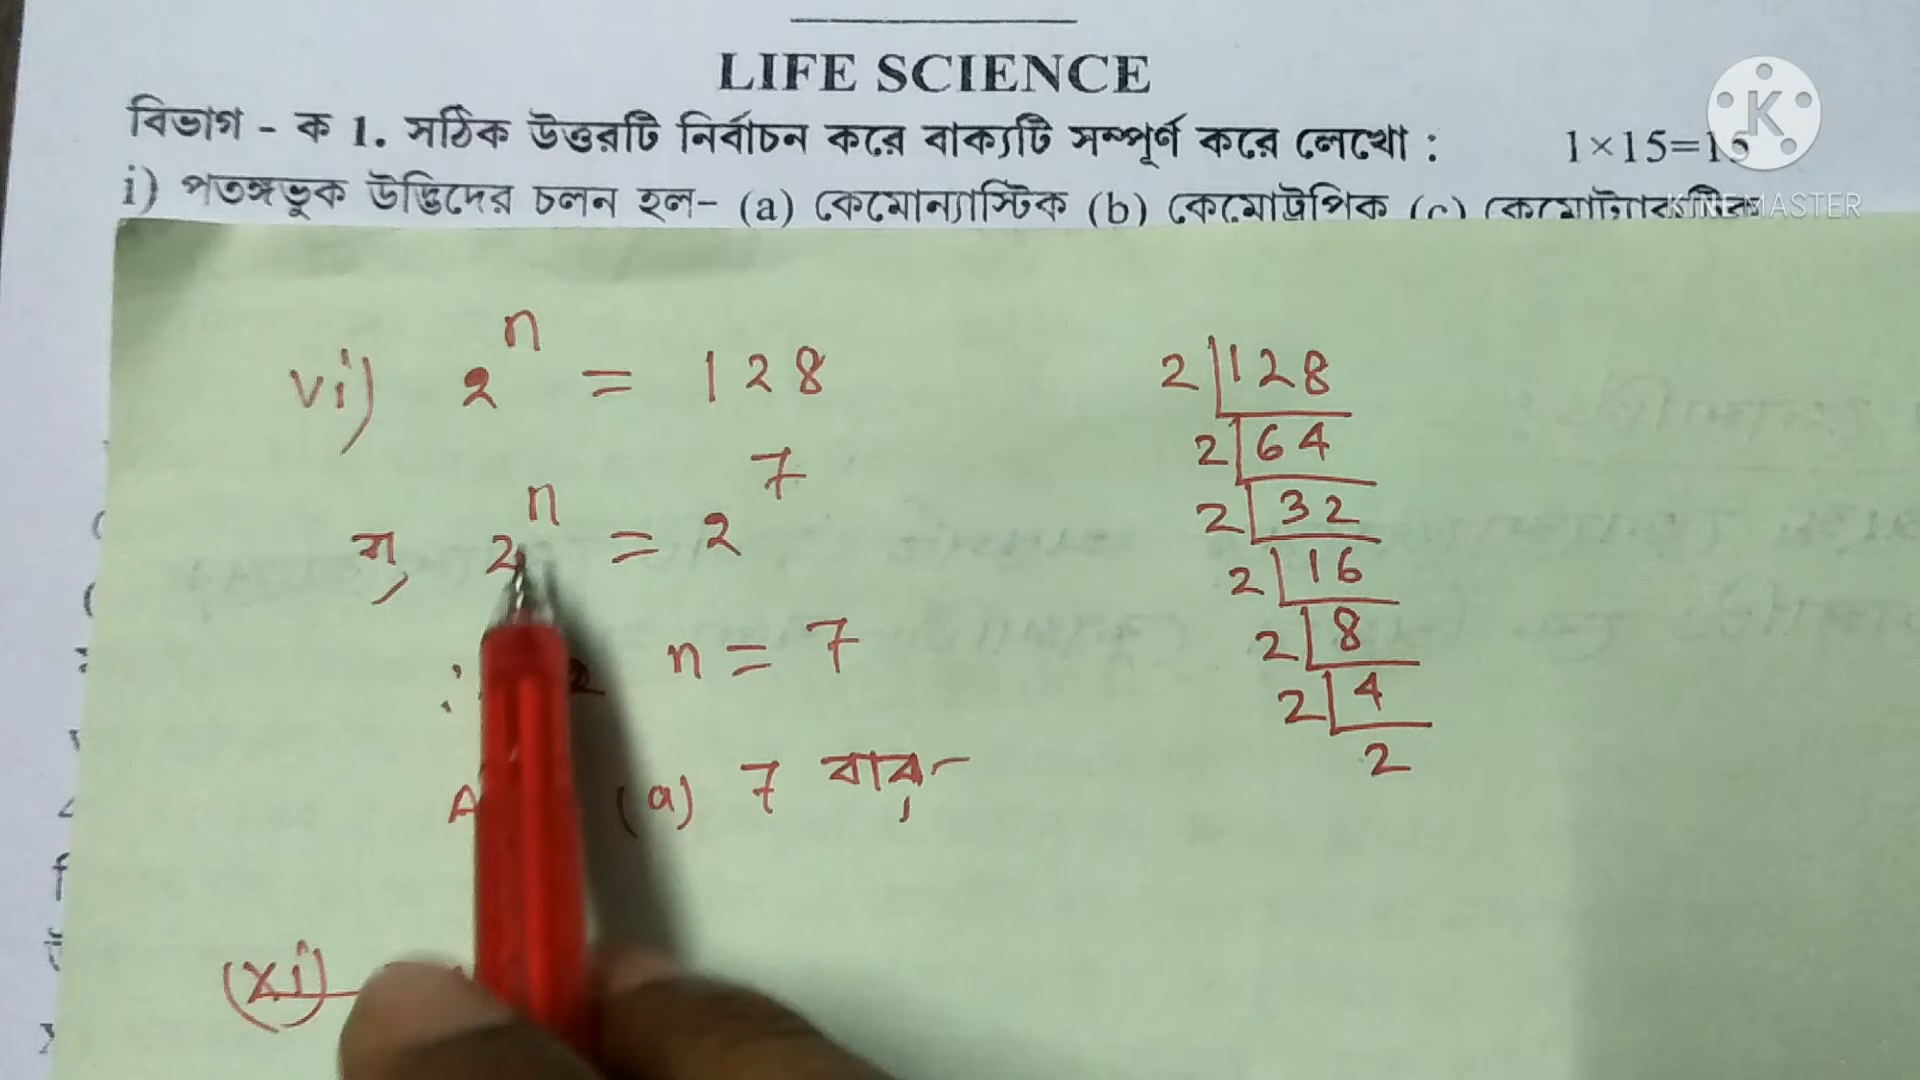 LIFE SCIENCE
বিভাগ - ক 1. সঠিক উত্তরটি নির্বাচন করে বাক্যটি সম্পূর্ণ করে লেখো : 1×15=15
i) পতঙ্গভুক উদ্ভিদের চলন হল- (a) কেমোন্যাস্টিক (b) কেমোট্রপিক (c)
K
KINEMASTER
vi) 2^n = 128
বা, 2^n = 2^7
∴ n = 7
(a) 7 বার
(xi)
2 | 128
2 | 64
2 | 32
2 | 16
2 | 8
2 | 4
2